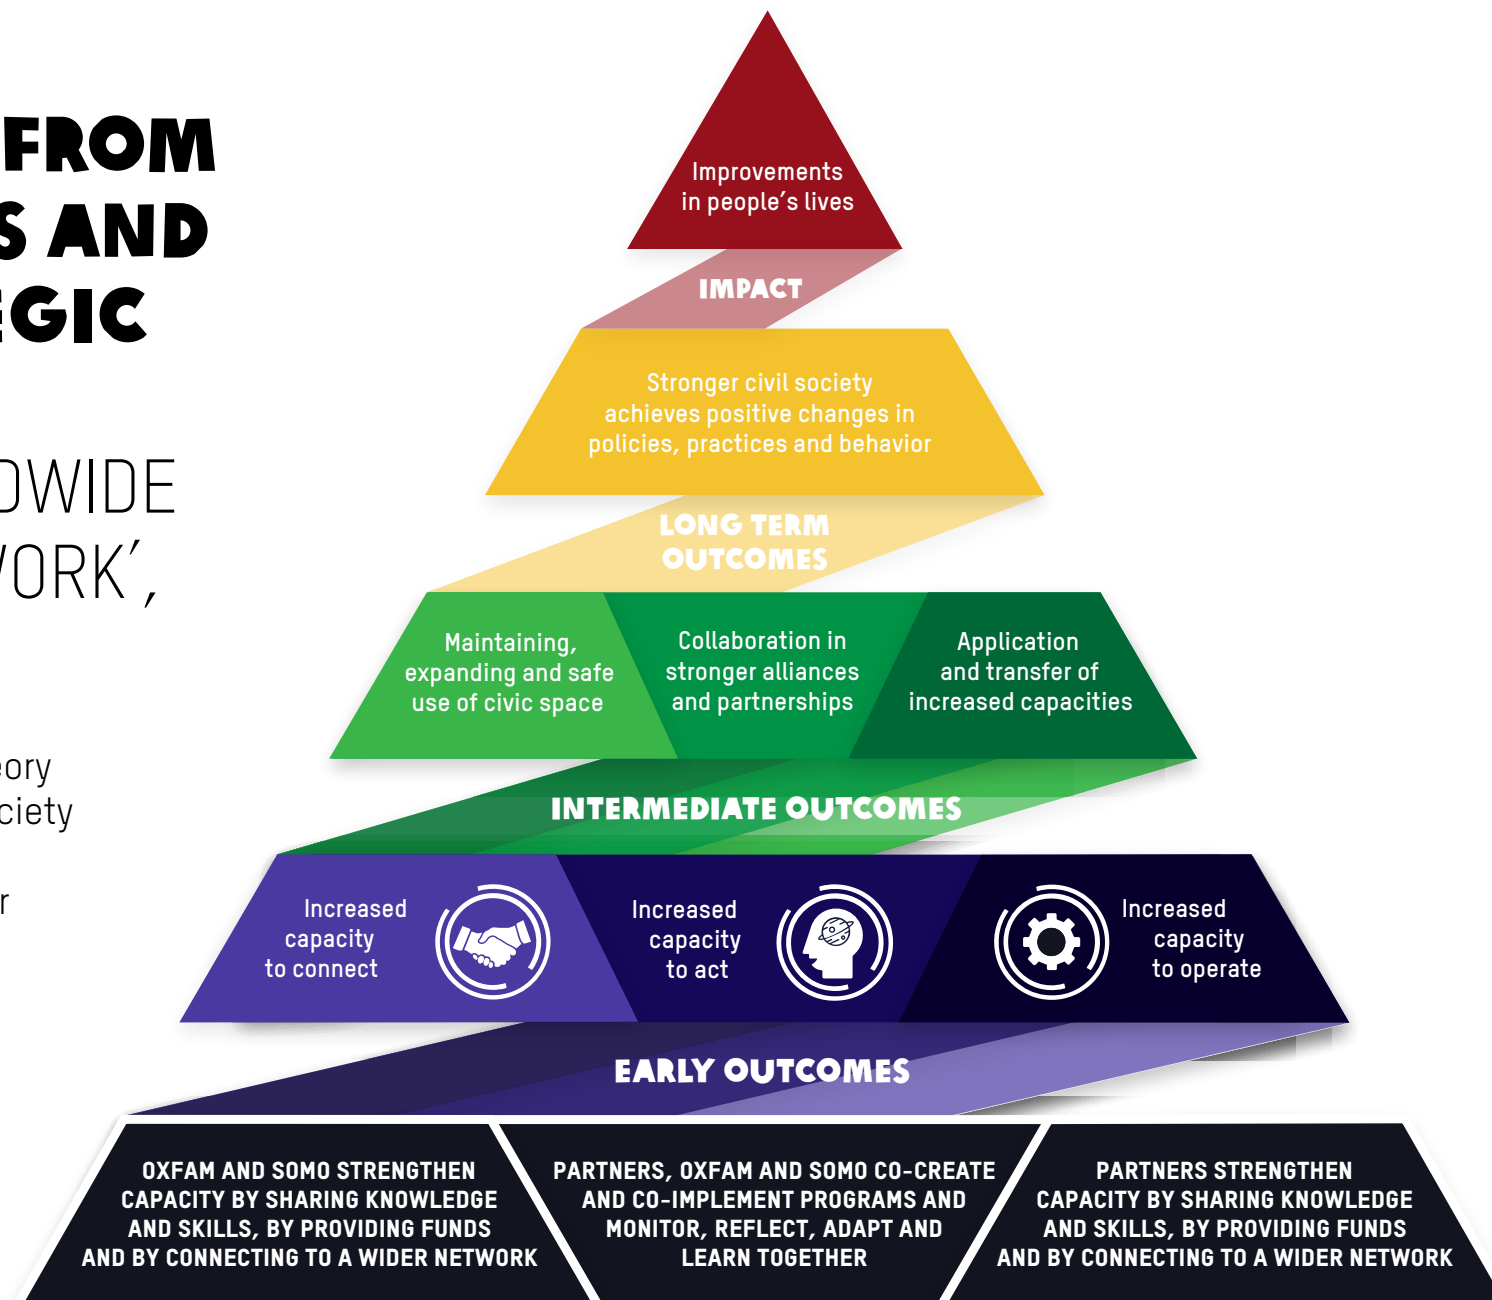 FROM
S AND
EGIC
DWIDE
WORK’,
eory
ciety
r
Improvements
in people’s lives
IMPACT
Stronger civil society
achieves positive changes in
policies, practices and behavior
LONG TERM
OUTCOMES
Maintaining,
expanding and safe
use of civic space
Collaboration in
stronger alliances
and partnerships
Application
and transfer of
increased capacities
INTERMEDIATE OUTCOMES
Increased
capacity
to connect
Increased
capacity
to act
Increased
capacity
to operate
EARLY OUTCOMES
OXFAM AND SOMO STRENGTHEN
CAPACITY BY SHARING KNOWLEDGE
AND SKILLS, BY PROVIDING FUNDS
AND BY CONNECTING TO A WIDER NETWORK
PARTNERS, OXFAM AND SOMO CO-CREATE
AND CO-IMPLEMENT PROGRAMS AND
MONITOR, REFLECT, ADAPT AND
LEARN TOGETHER
PARTNERS STRENGTHEN
CAPACITY BY SHARING KNOWLEDGE
AND SKILLS, BY PROVIDING FUNDS
AND BY CONNECTING TO A WIDER NETWORK